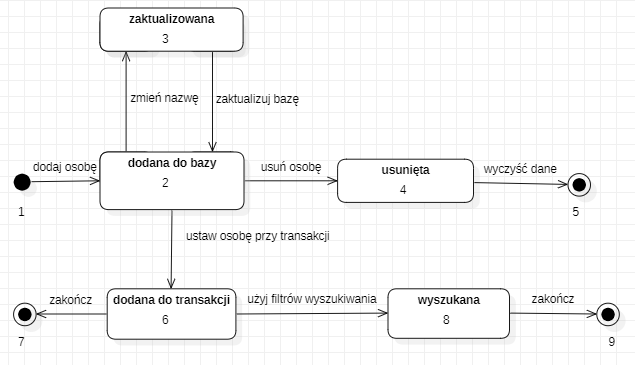 zaktualizowana
3
zmień nazwę
zaktualizuj bazę
dodaj osobę
dodana do bazy
2
usuń osobę
usunięta
4
wyczyść dane
1
5
ustaw osobę przy transakcji
zakończ
dodana do transakcji
6
użyj filtrów wyszukiwania
wyszukana
8
zakończ
7
9